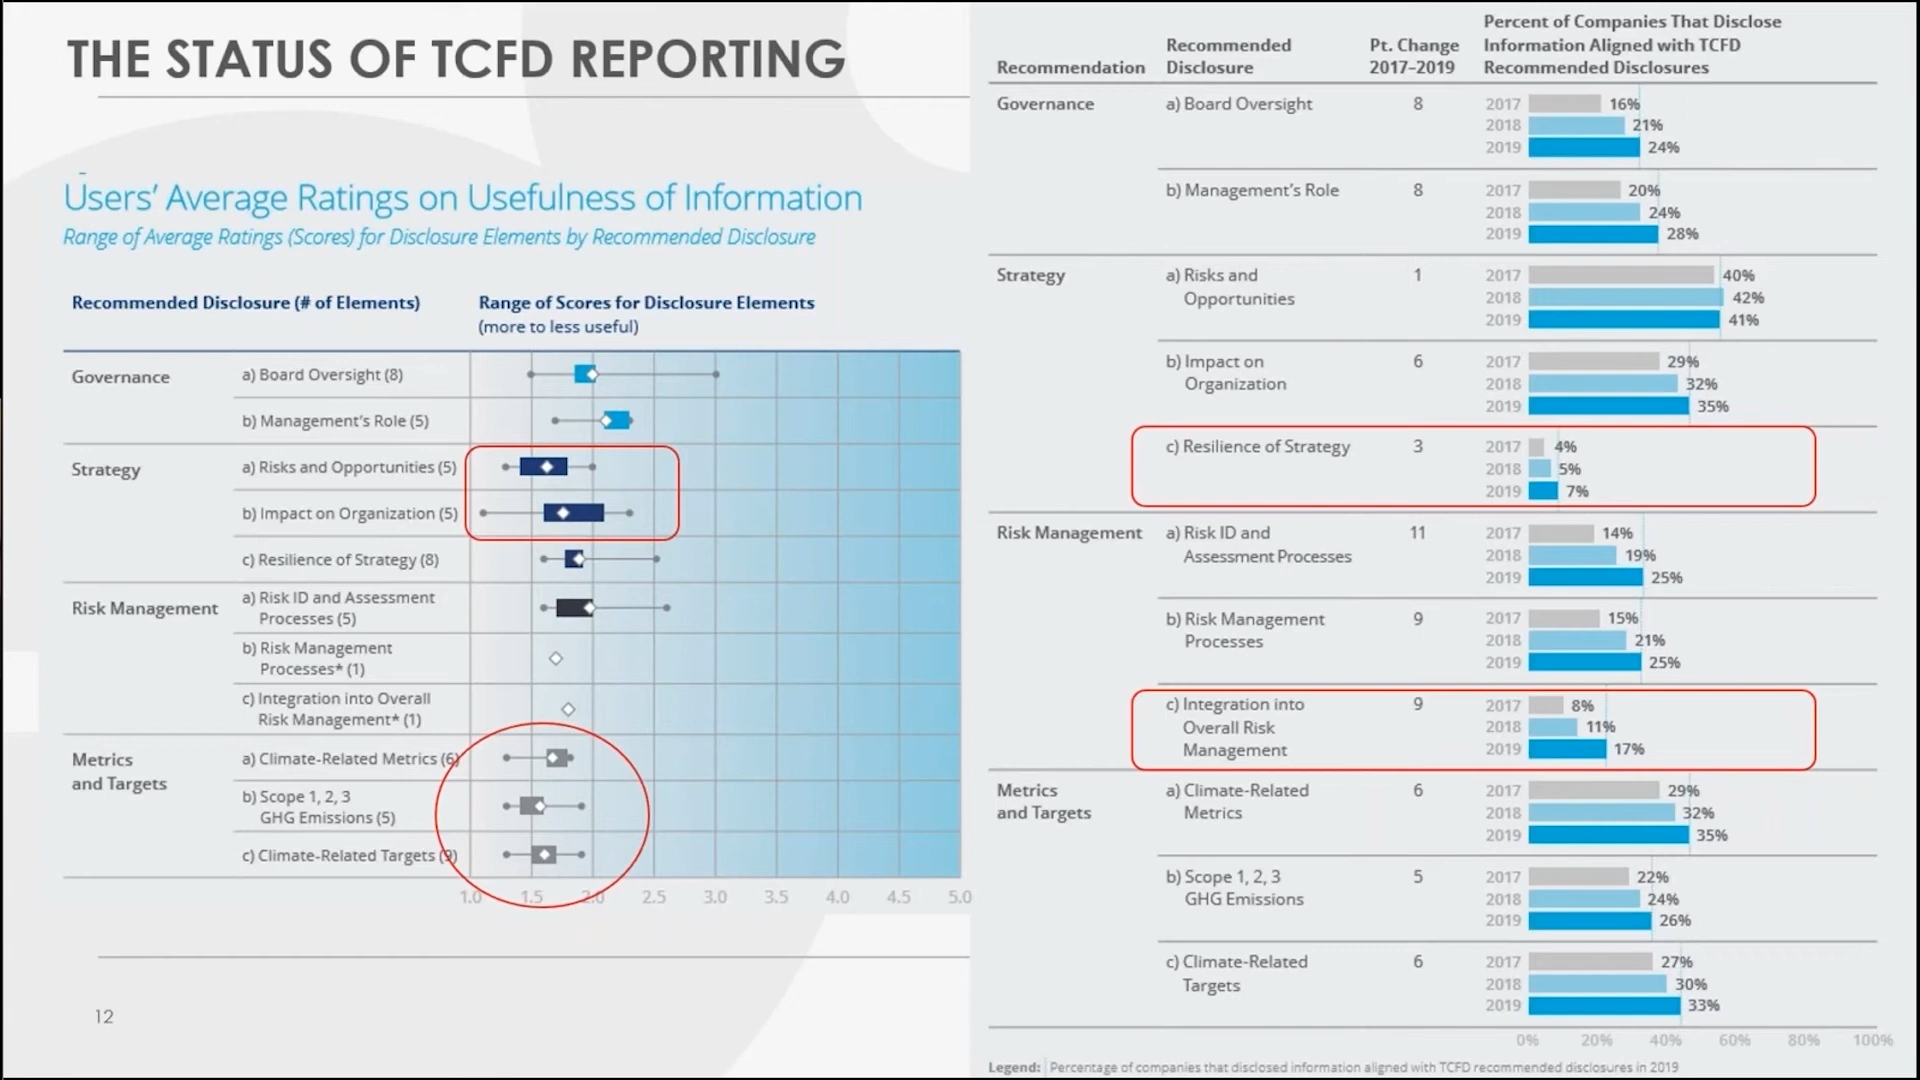 THE STATUS OF TCFD REPORTING
Users’ Average Ratings on Usefulness of Information
Range of Average Ratings (Scores) for Disclosure Elements by Recommended Disclosure
Recommended Disclosure (# of Elements)
Range of Scores for Disclosure Elements
(more to less useful)
Governance
a) Board Oversight (8)
b) Management’s Role (5)
Strategy
a) Risks and Opportunities (5)
b) Impact on Organization (5)
c) Resilience of Strategy (8)
Risk Management
a) Risk ID and Assessment
Processes (5)
b) Risk Management
Processes* (1)
c) Integration into Overall
Risk Management* (1)
Metrics
and Targets
a) Climate-Related Metrics (6)
b) Scope 1, 2, 3
GHG Emissions (5)
c) Climate-Related Targets (9)
1.0 1.5 2.0 2.5 3.0 3.5 4.0 4.5 5.0
12
Recommendation
Recommended
Disclosure
Pt. Change
2017–2019
Percent of Companies That Disclose
Information Aligned with TCFD
Recommended Disclosures
Governance
a) Board Oversight
8
2017 16%
2018 21%
2019 24%
b) Management’s Role
8
2017 20%
2018 24%
2019 28%
Strategy
a) Risks and
Opportunities
1
2017 40%
2018 42%
2019 41%
b) Impact on
Organization
6
2017 29%
2018 32%
2019 35%
c) Resilience of Strategy
3
2017 4%
2018 5%
2019 7%
Risk Management
a) Risk ID and
Assessment Processes
11
2017 14%
2018 19%
2019 25%
b) Risk Management
Processes
9
2017 15%
2018 21%
2019 25%
c) Integration into
Overall Risk
Management
9
2017 8%
2018 11%
2019 17%
Metrics
and Targets
a) Climate-Related
Metrics
6
2017 29%
2018 32%
2019 35%
b) Scope 1, 2, 3
GHG Emissions
5
2017 22%
2018 24%
2019 26%
c) Climate-Related
Targets
6
2017 27%
2018 30%
2019 33%
0% 20% 40% 60% 80% 100%
Legend: Percentage of companies that disclosed information aligned with TCFD recommended disclosures in 2019